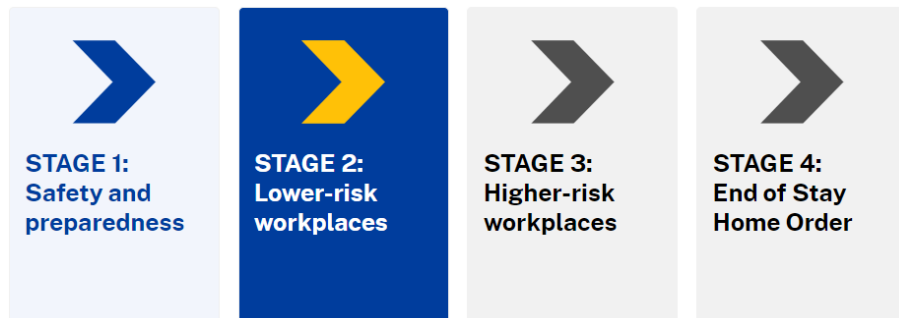 STAGE 1:
Safety and
preparedness
STAGE 2:
Lower-risk
workplaces
STAGE 3:
Higher-risk
workplaces
STAGE 4:
End of Stay
Home Order